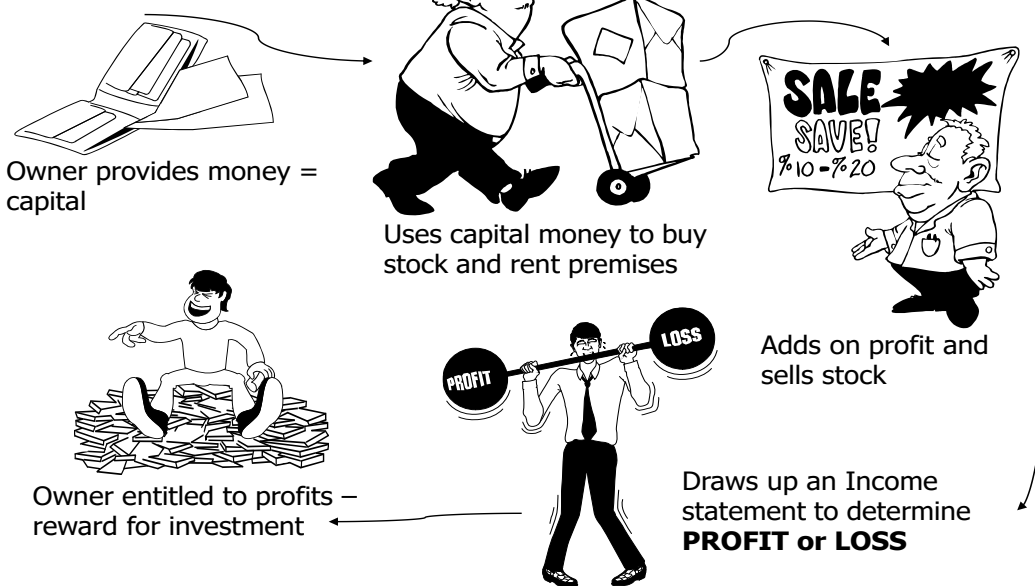 Owner provides money =
capital
Uses capital money to buy
stock and rent premises
SALE
SAVE!
% 10 - % 20
Adds on profit and
sells stock
PROFIT
LOSS
Draws up an Income
statement to determine
PROFIT or LOSS
Owner entitled to profits –
reward for investment